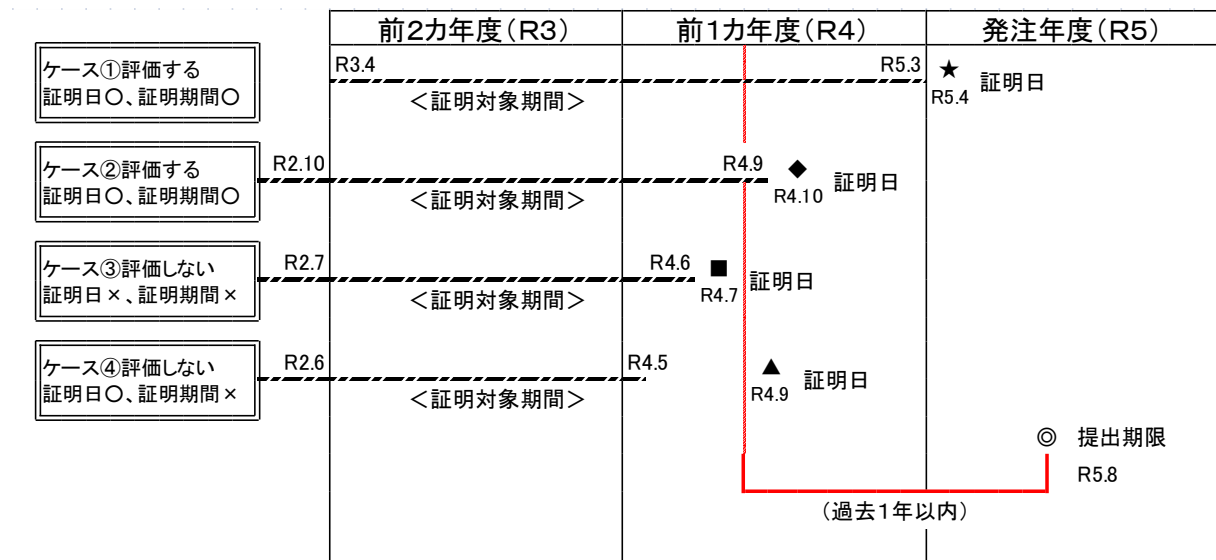 前2力年度（R3）
前1力年度（R4）
発注年度（R5）
ケース①評価する
証明日〇、証明期間〇
R3.4
R5.3
★
証明日
R5.4
＜証明対象期間＞
ケース②評価する
証明日〇、証明期間〇
R2.10
R4.9
◆
証明日
R4.10
＜証明対象期間＞
ケース③評価しない
証明日×、証明期間×
R2.7
R4.6
■
証明日
R4.7
＜証明対象期間＞
ケース④評価しない
証明日〇、証明期間×
R2.6
R4.5
▲
証明日
R4.9
＜証明対象期間＞
◎ 提出期限
R5.8
（過去1年以内）